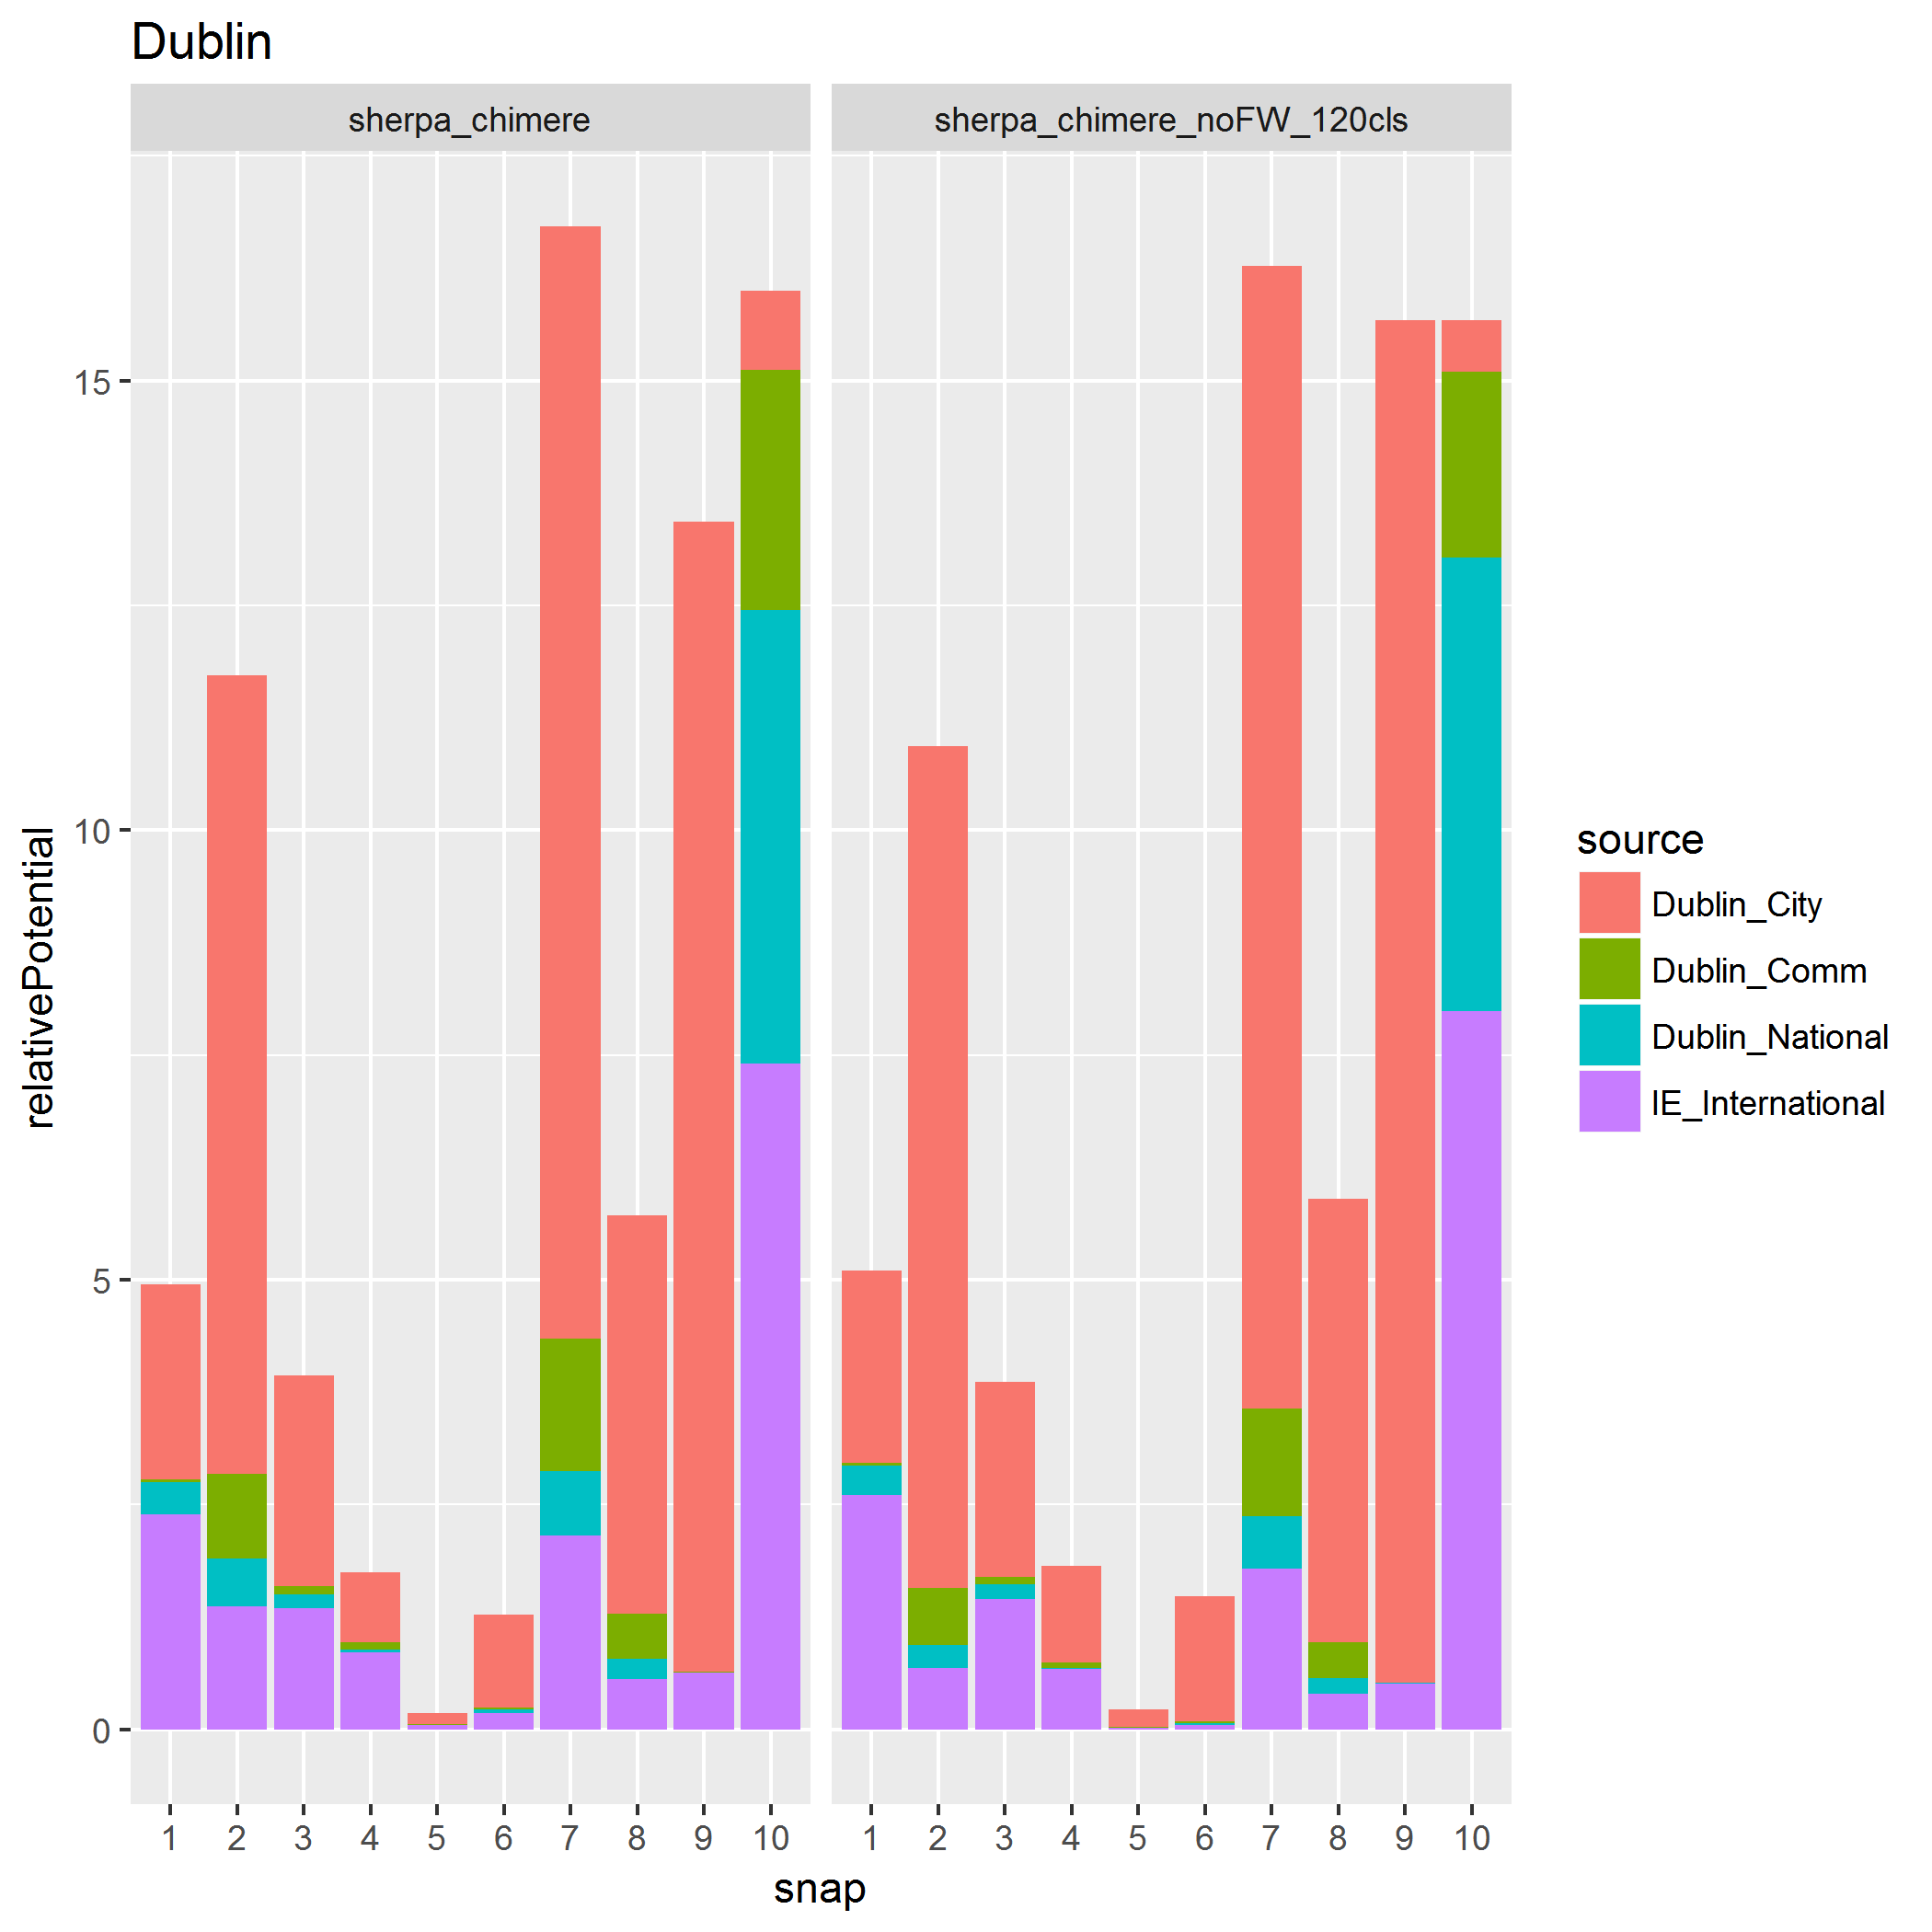 Dublin
sherpa_chimere
sherpa_chimere_noFW_120cls
relativePotential
15
10
5
0
1 2 3 4 5 6 7 8 9 10
1 2 3 4 5 6 7 8 9 10
snap
source
Dublin_City
Dublin_Comm
Dublin_National
IE_International